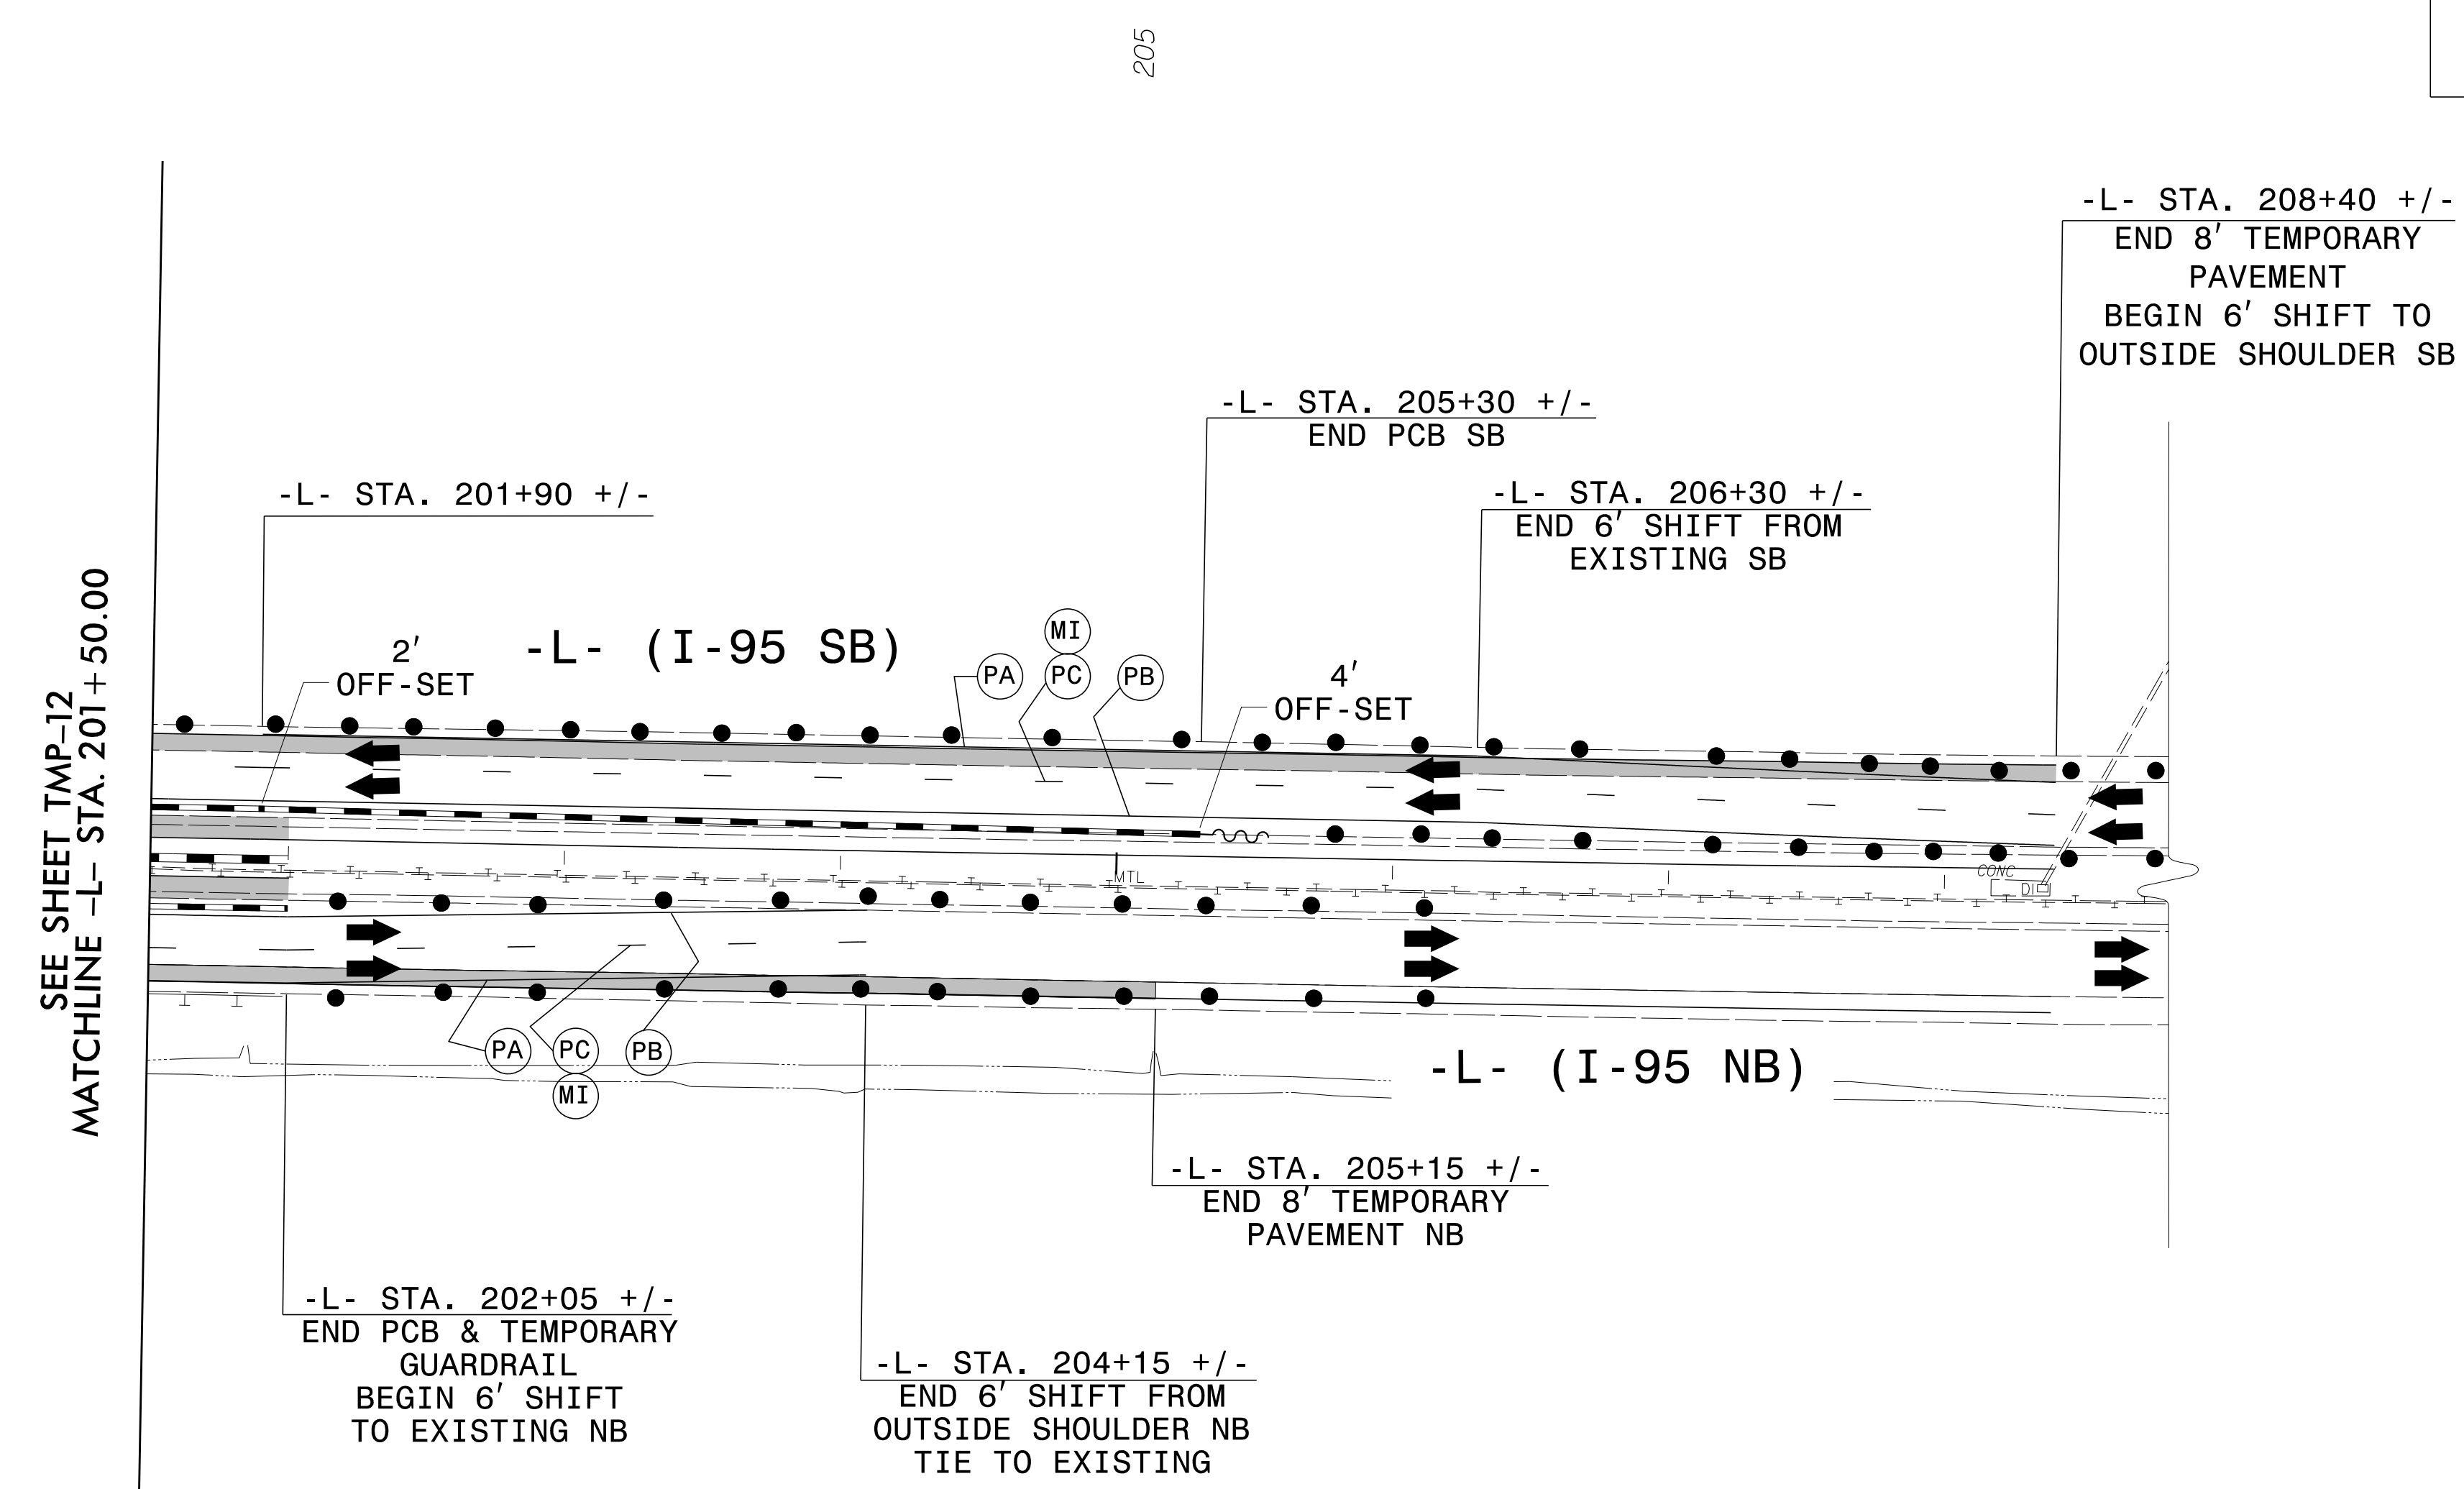 205
-L- STA. 208+40 +/-
END 8' TEMPORARY
PAVEMENT
BEGIN 6' SHIFT TO
OUTSIDE SHOULDER SB
-L- STA. 205+30 +/-
END PCB SB
-L- STA. 206+30 +/-
END 6' SHIFT FROM
EXISTING SB
-L- STA. 201+90 +/-
2'
OFF-SET
-L- (I-95 SB)
MI
PA
PC
PB
4'
OFF-SET
SEE SHEET TMP-12
MATCHLINE -L- STA. 201+50.00
MTL
CONC
DI
PA
PC
PB
MI
-L- (I-95 NB)
-L- STA. 205+15 +/-
END 8' TEMPORARY
PAVEMENT NB
-L- STA. 202+05 +/-
END PCB & TEMPORARY
GUARDRAIL
BEGIN 6' SHIFT
TO EXISTING NB
-L- STA. 204+15 +/-
END 6' SHIFT FROM
OUTSIDE SHOULDER NB
TIE TO EXISTING